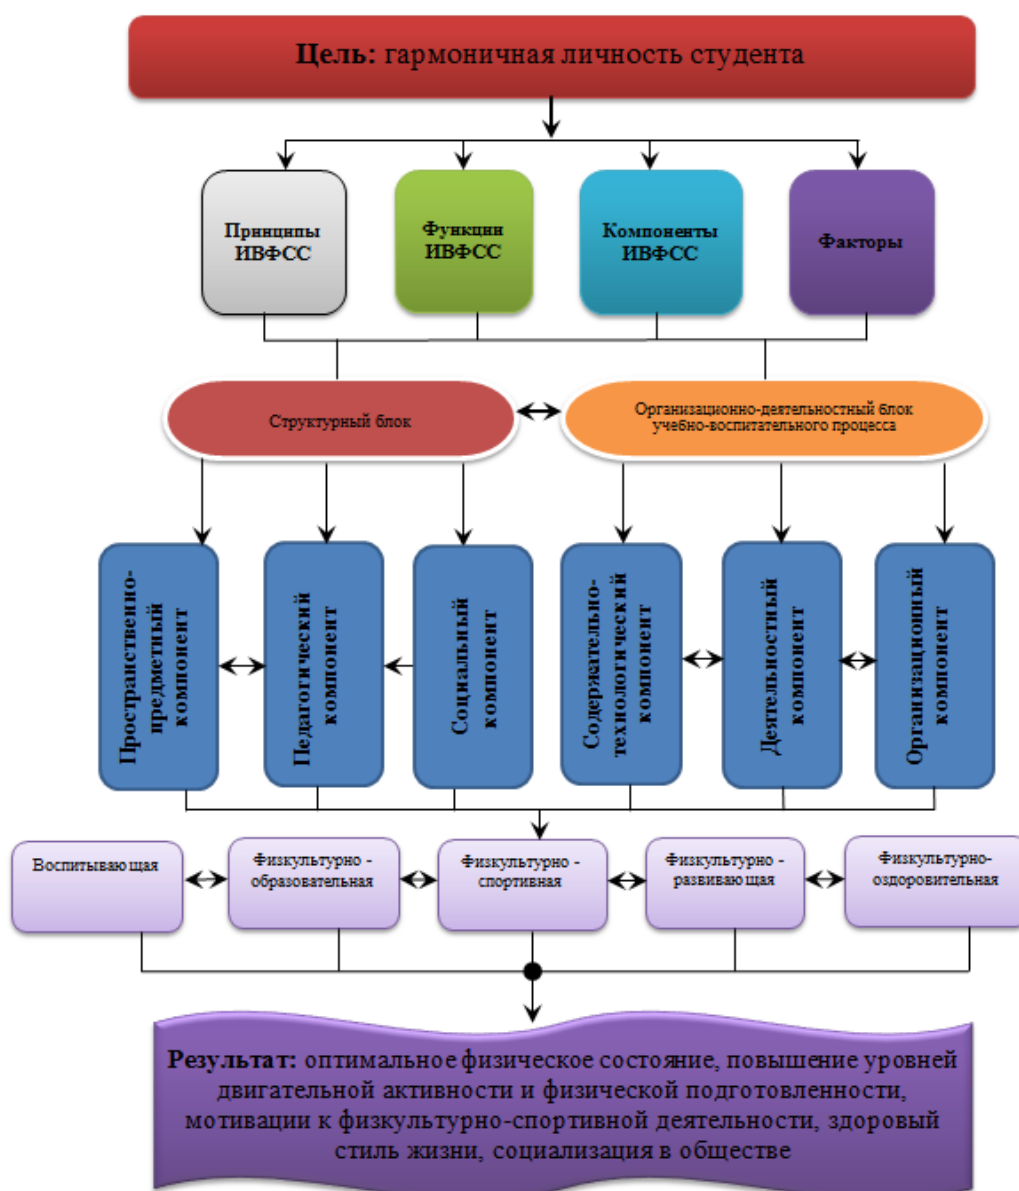 Цель: гармоничная личность студента
Принципы
ИВФСС
Функции
ИВФСС
Компоненты
ИВФСС
Факторы
Структурный блок
Организационно-деятельностный блок
учебно-воспитательного процесса
Пространственно-
предметный
компонент
Педагогический
компонент
Социальный
компонент
Содержательно-
технологический
компонент
Деятельностный
компонент
Организационный
компонент
Воспитывающая
Физкультурно -
образовательная
Физкультурно -
спортивная
Физкультурно -
развивающая
Физкультурно-
оздоровительная
Результат: оптимальное физическое состояние, повышение уровней
двигательной активности и физической подготовленности,
мотивации к физкультурно-спортивной деятельности, здоровый
стиль жизни, социализация в обществе